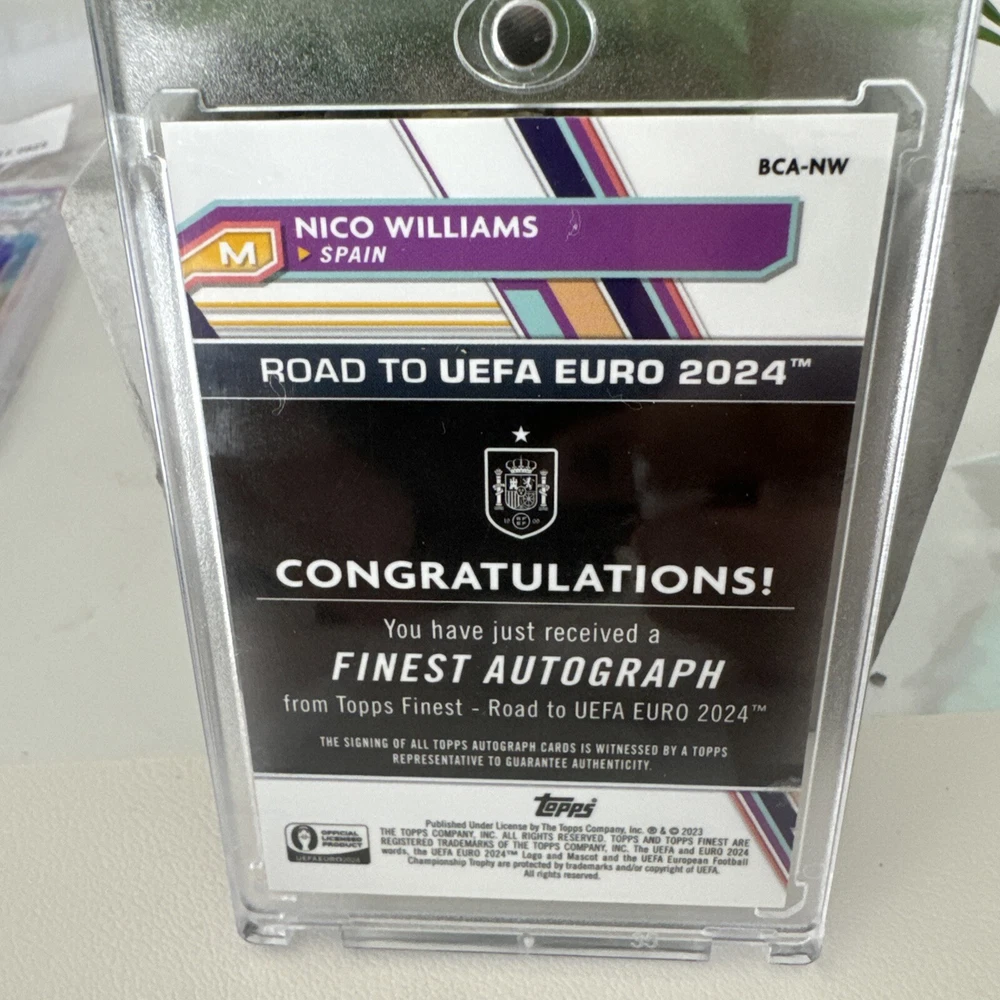 BCA-NW
NICO WILLIAMS
M
SPAIN
ROAD TO UEFA EURO 2024™
CONGRATULATIONS!
You have just received a
FINEST AUTOGRAPH
from Topps Finest - Road to UEFA EURO 2024™
THE SIGNING OF ALL TOPPS AUTOGRAPH CARDS IS WITNESSED BY A TOPPS
REPRESENTATIVE TO GUARANTEE AUTHENTICITY.
topps
OFFICIAL
LICENSED
PRODUCT
UEFA EURO2024
Published Under License by The Topps Company, Inc. ® & © 2023
THE TOPPS COMPANY, INC. ALL RIGHTS RESERVED. TOPPS AND TOPPS FINEST ARE
REGISTERED TRADEMARKS OF THE TOPPS COMPANY, INC. The UEFA and EURO 2024
words, the UEFA EURO 2024™ Logo and Mascot and the UEFA European Football
Championship Trophy are protected by trademarks and/or copyright of UEFA.
All rights reserved.
35